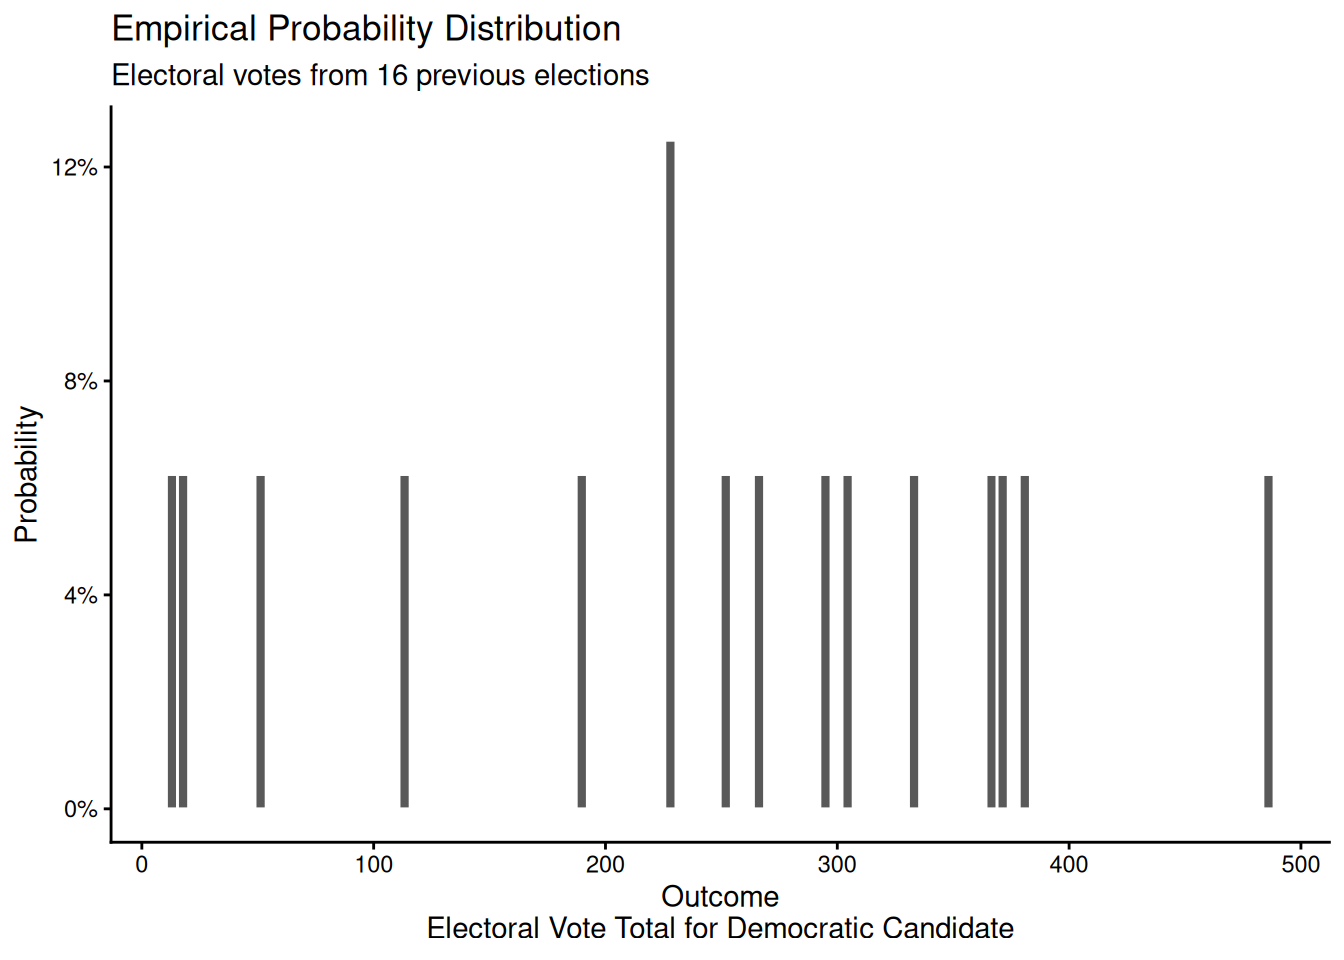 Empirical Probability Distribution
Electoral votes from 16 previous elections
12%
8%
4%
0%
Probability
0 100 200 300 400 500
Outcome
Electoral Vote Total for Democratic Candidate